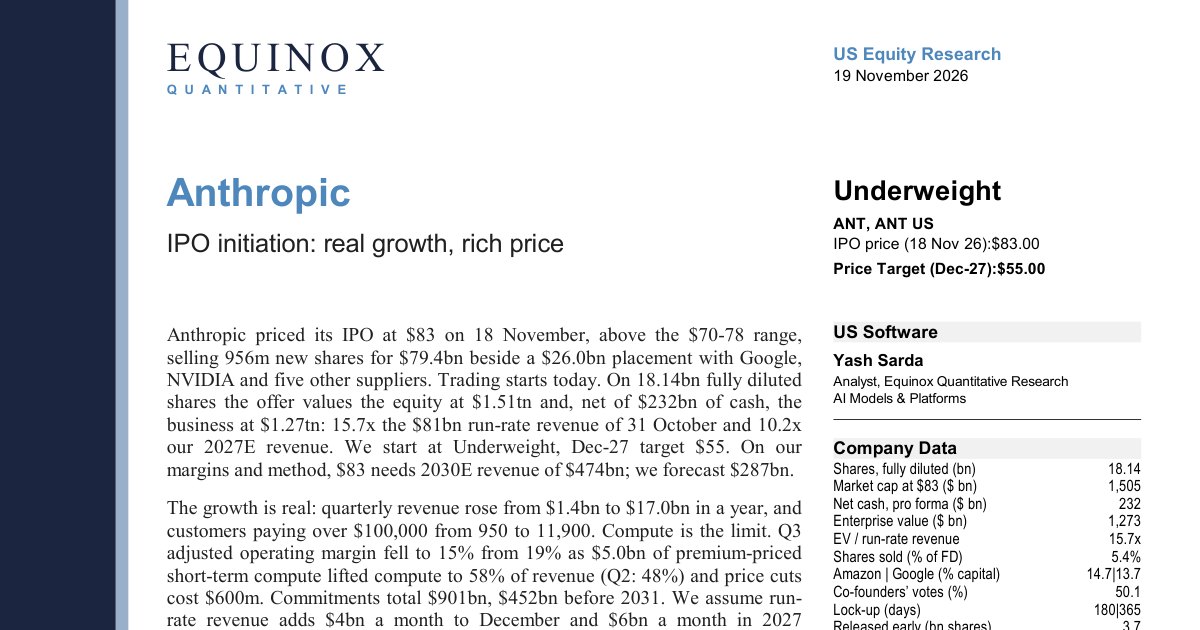 EQUINOX
QUANTITATIVE
US Equity Research
19 November 2026
Anthropic
IPO initiation: real growth, rich price
Underweight
ANT, ANT US
IPO price (18 Nov 26):$83.00
Price Target (Dec-27):$55.00
Anthropic priced its IPO at $83 on 18 November, above the $70-78 range,
selling 956m new shares for $79.4bn beside a $26.0bn placement with Google,
NVIDIA and five other suppliers. Trading starts today. On 18.14bn fully diluted
shares the offer values the equity at $1.51tn and, net of $232bn of cash, the
business at $1.27tn: 15.7x the $81bn run-rate revenue of 31 October and 10.2x
our 2027E revenue. We start at Underweight, Dec-27 target $55. On our
margins and method, $83 needs 2030E revenue of $474bn; we forecast $287bn.
The growth is real: quarterly revenue rose from $1.4bn to $17.0bn in a year, and
customers paying over $100,000 from 950 to 11,900. Compute is the limit. Q3
adjusted operating margin fell to 15% from 19% as $5.0bn of premium-priced
short-term compute lifted compute to 58% of revenue (Q2: 48%) and price cuts
cost $600m. Commitments total $901bn, $452bn before 2031. We assume run-
rate revenue adds $4bn a month to December and $6bn a month in 2027
US Software
Yash Sarda
Analyst, Equinox Quantitative Research
AI Models & Platforms
Company Data
Shares, fully diluted (bn) 18.14
Market cap at $83 ($ bn) 1,505
Net cash, pro forma ($ bn) 232
Enterprise value ($ bn) 1,273
EV / run-rate revenue 15.7x
Shares sold (% of FD) 5.4%
Amazon | Google (% capital) 14.7|13.7
Co-founders' votes (%) 50.1
Lock-up (days) 180|365
Released early (bn shares) 3.7